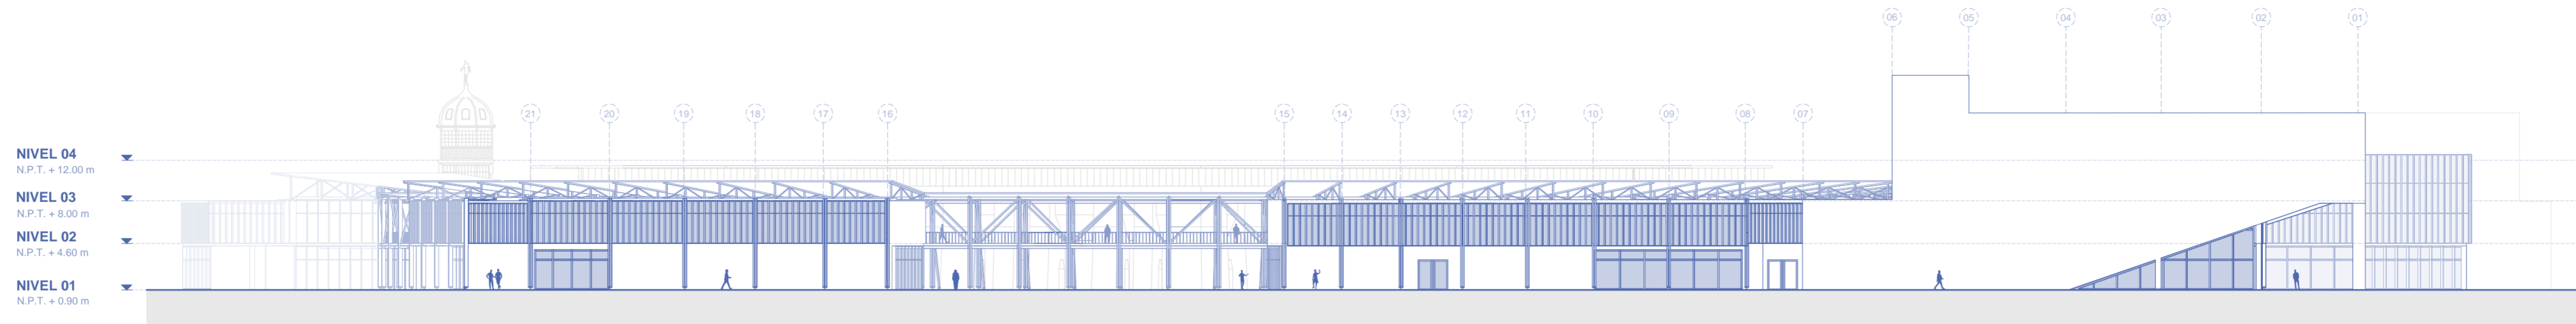 06 05 04 03 02 01
21 20 19 18 17 16 15 14 13 12 11 10 09 08 07
NIVEL 04
N.P.T. + 12.00 m
NIVEL 03
N.P.T. + 8.00 m
NIVEL 02
N.P.T. + 4.60 m
NIVEL 01
N.P.T. + 0.90 m